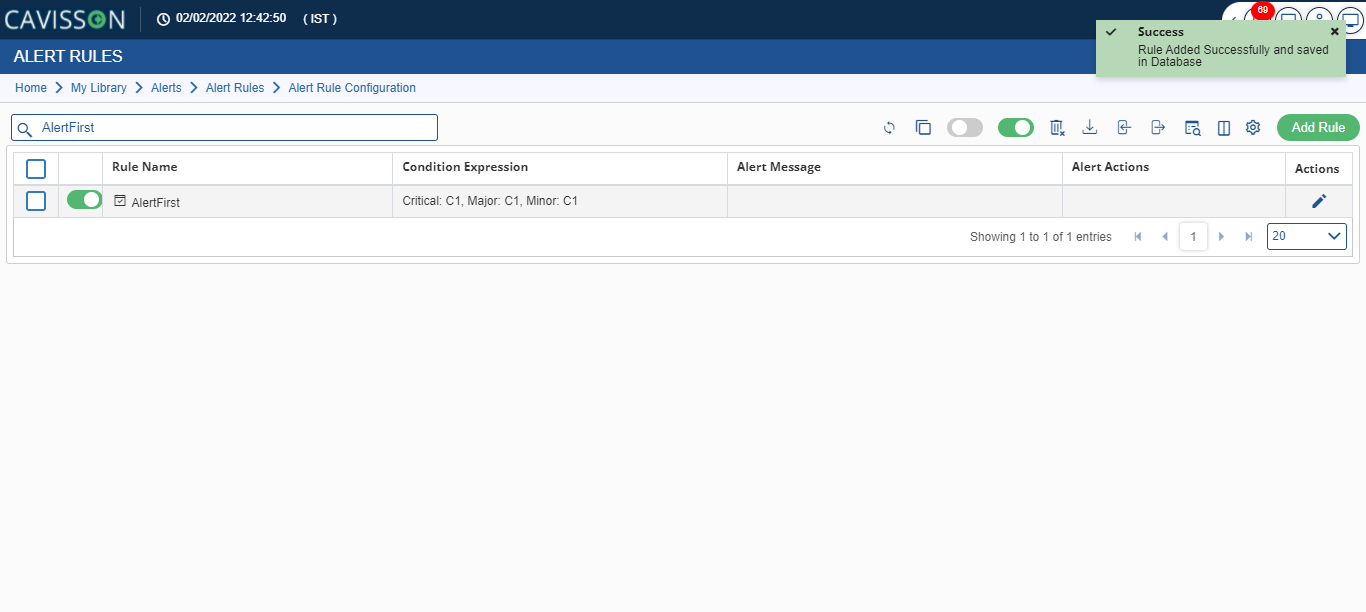 CAVISSON 02/02/2022 12:42:50 ( IST ) 69
ALERT RULES
Success
Rule Added Successfully and saved
in Database
Home My Library Alerts Alert Rules Alert Rule Configuration
AlertFirst
Add Rule
Rule Name Condition Expression Alert Message Alert Actions Actions
AlertFirst Critical: C1, Major: C1, Minor: C1
Showing 1 to 1 of 1 entries 1 20